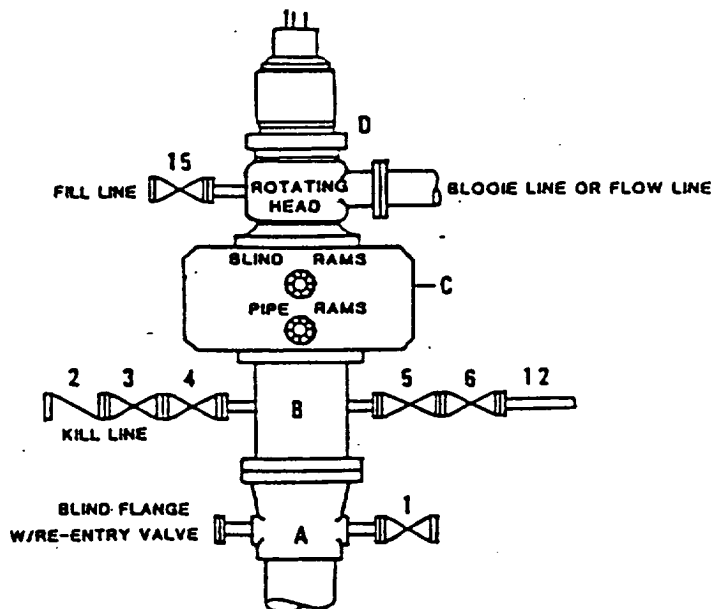 D
15
FILL LINE
ROTATING
HEAD
BLOOIE LINE OR FLOW LINE
BLIND RAMS
C
PIPE RAMS
2 3 4
5 6 12
B
KILL LINE
BLIND FLANGE
W/RE-ENTRY VALVE
A
1